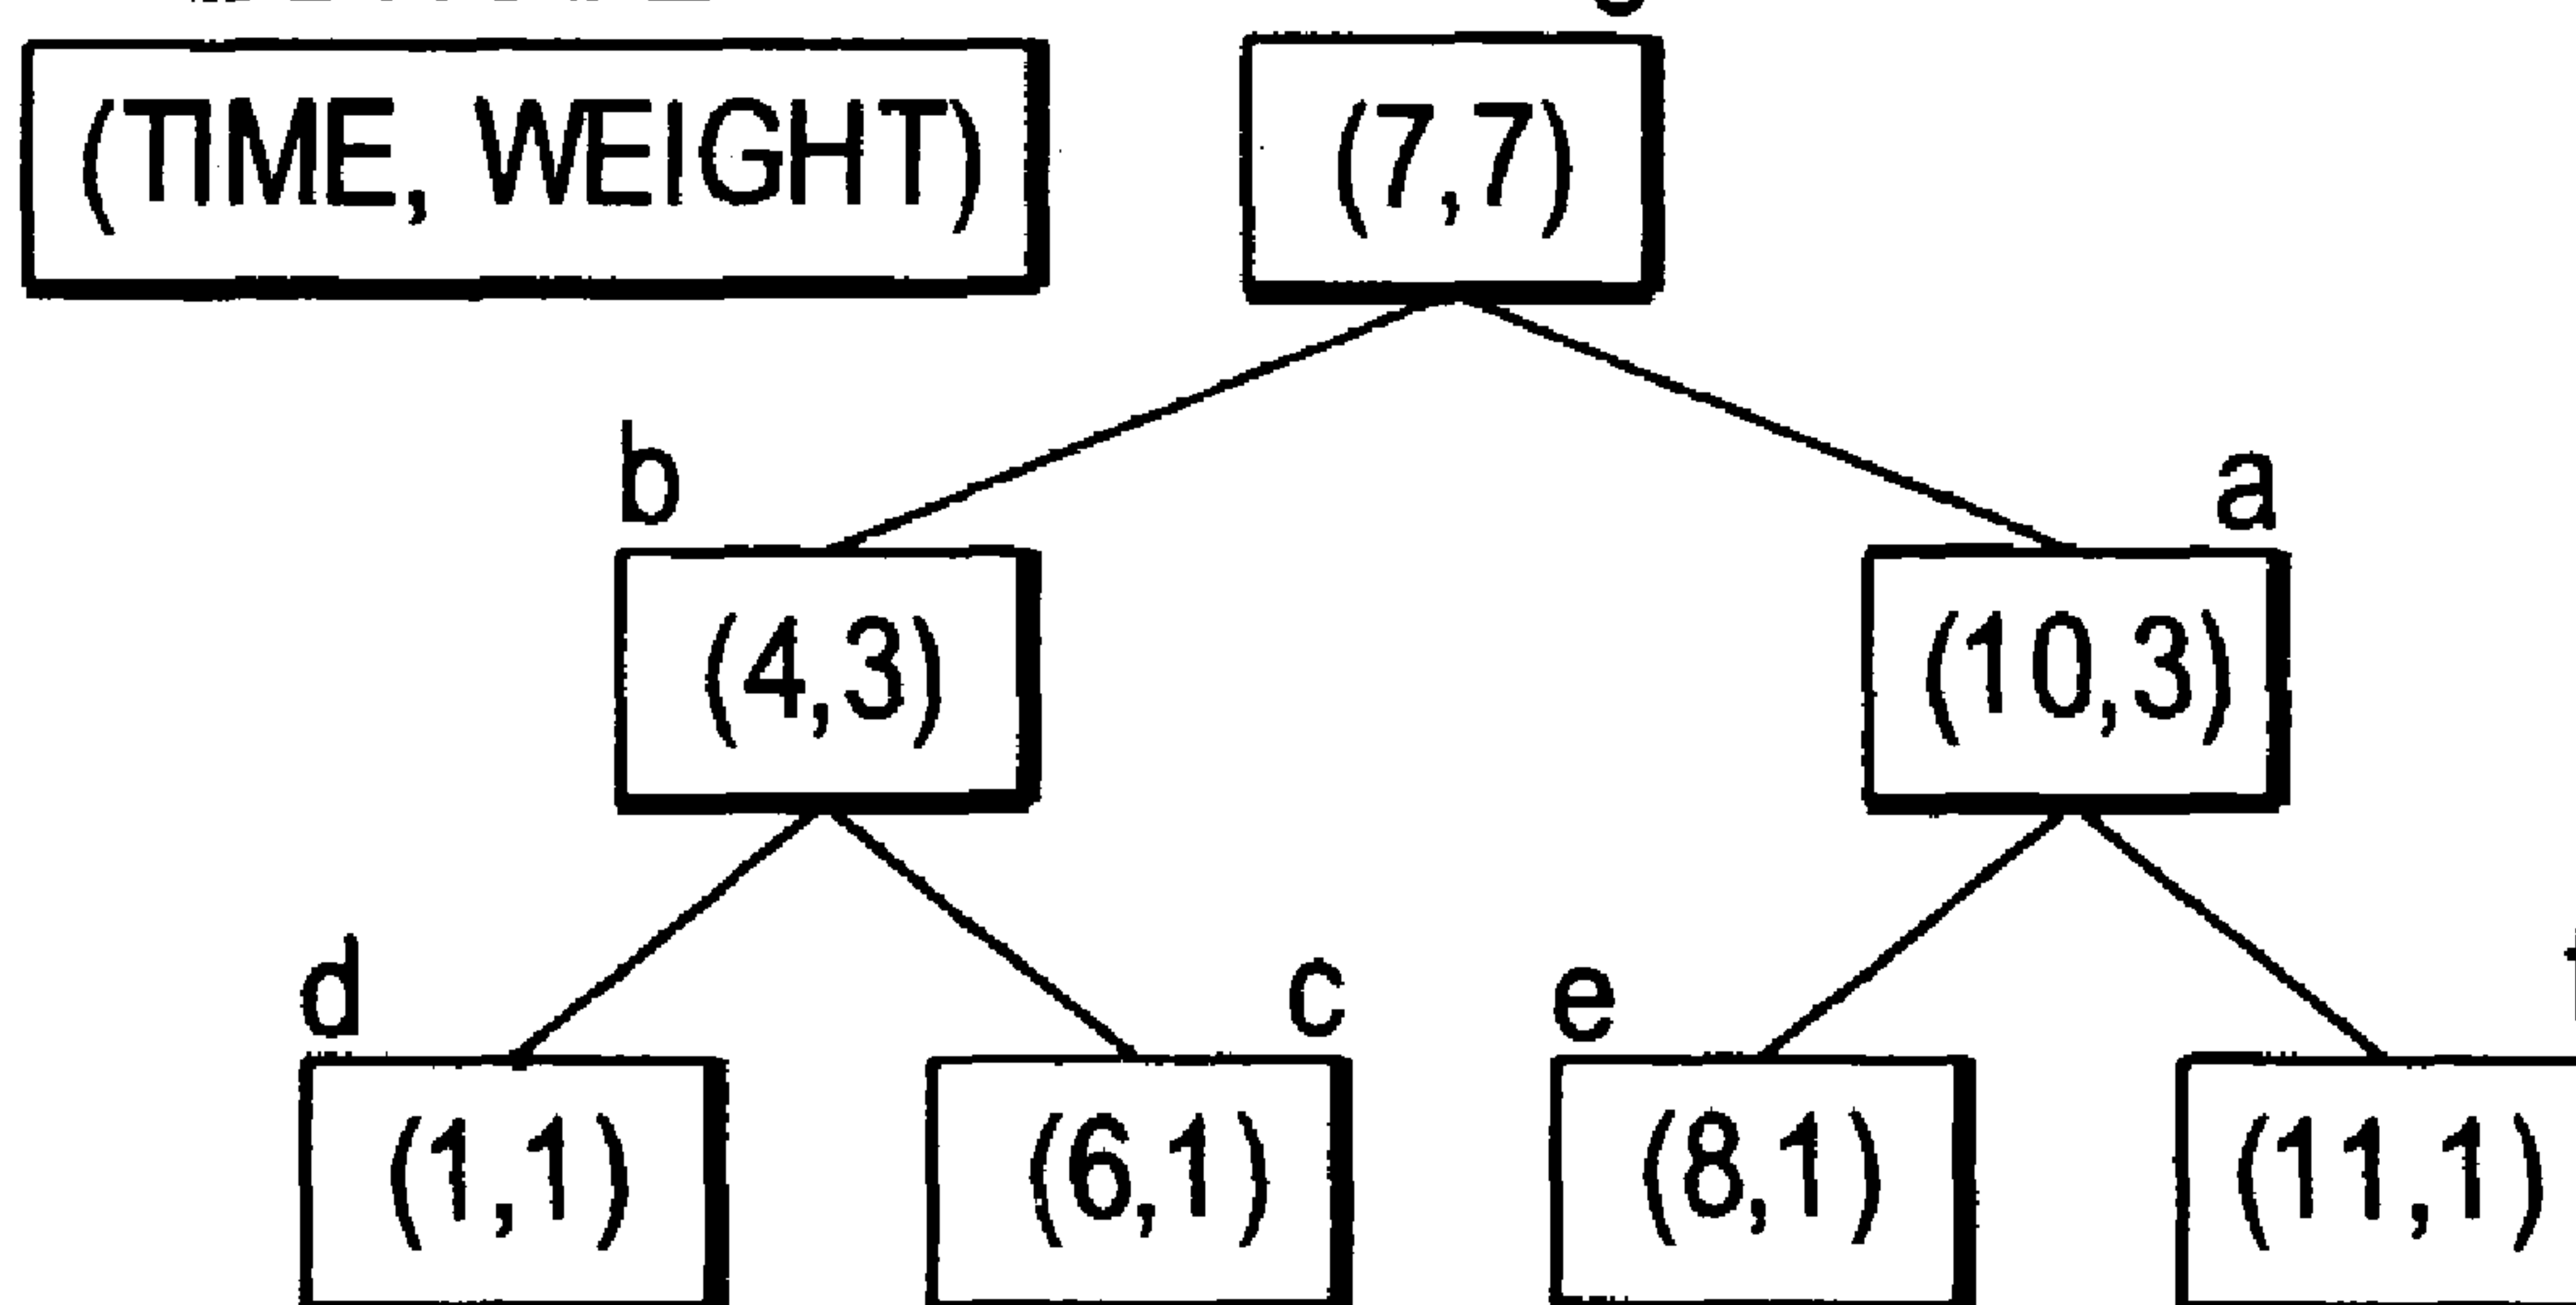 (TIME, WEIGHT)
(7,7)
b
a
(4,3)
(10,3)
d
c
e
(1,1)
(6,1)
(8,1)
(11,1)